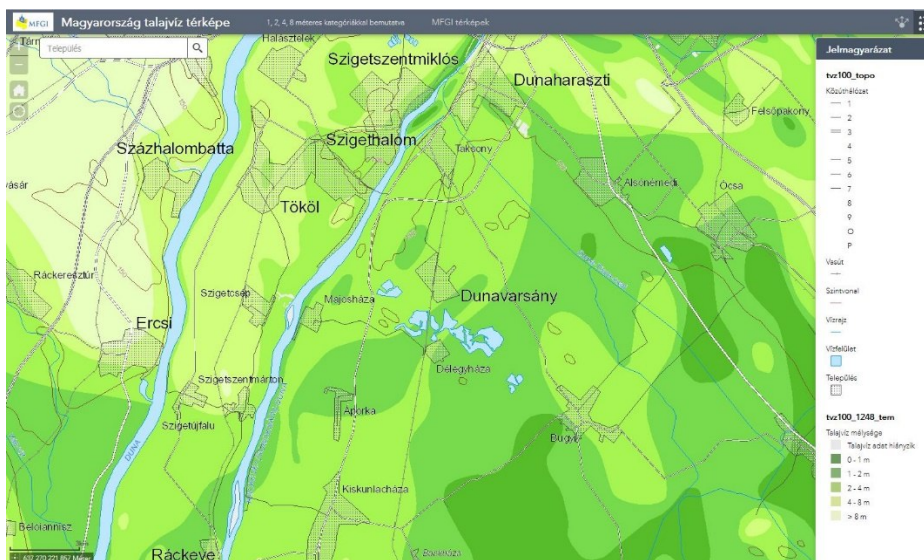 MFGI
Magyarország talajvíz térképe
1, 2, 4, 8 méteres kategóriákkal bemutatva
MFGI térképek
Település
Jelmagyarázat
tvz100_topo
Közúthálózat
1
2
3
4
5
6
7
8
9
O
P
Vasút
Szintvonal
Vízrajz
Vízfelület
Település
tvz100_1248_tem
Talajvíz mélysége
Talajvíz adat hiányzik
0 - 1 m
1 - 2 m
2 - 4 m
4 - 8 m
> 8 m
Halásztelek
Szigetszentmiklós
Dunaharaszti
Felsőpakony
Százhalombatta
Szigethalom
Taksony
Alsónémedi
Ócsa
Tököl
Ráckeresztúr
Szigetcsép
Majosháza
Dunavarsány
Ercsi
Délegyháza
Szigetszentmárton
Szigetújfalu
Áporka
Bugyi
DUNA
Kiskunlacháza
Beloiannisz
Ráckeve
Bankháza